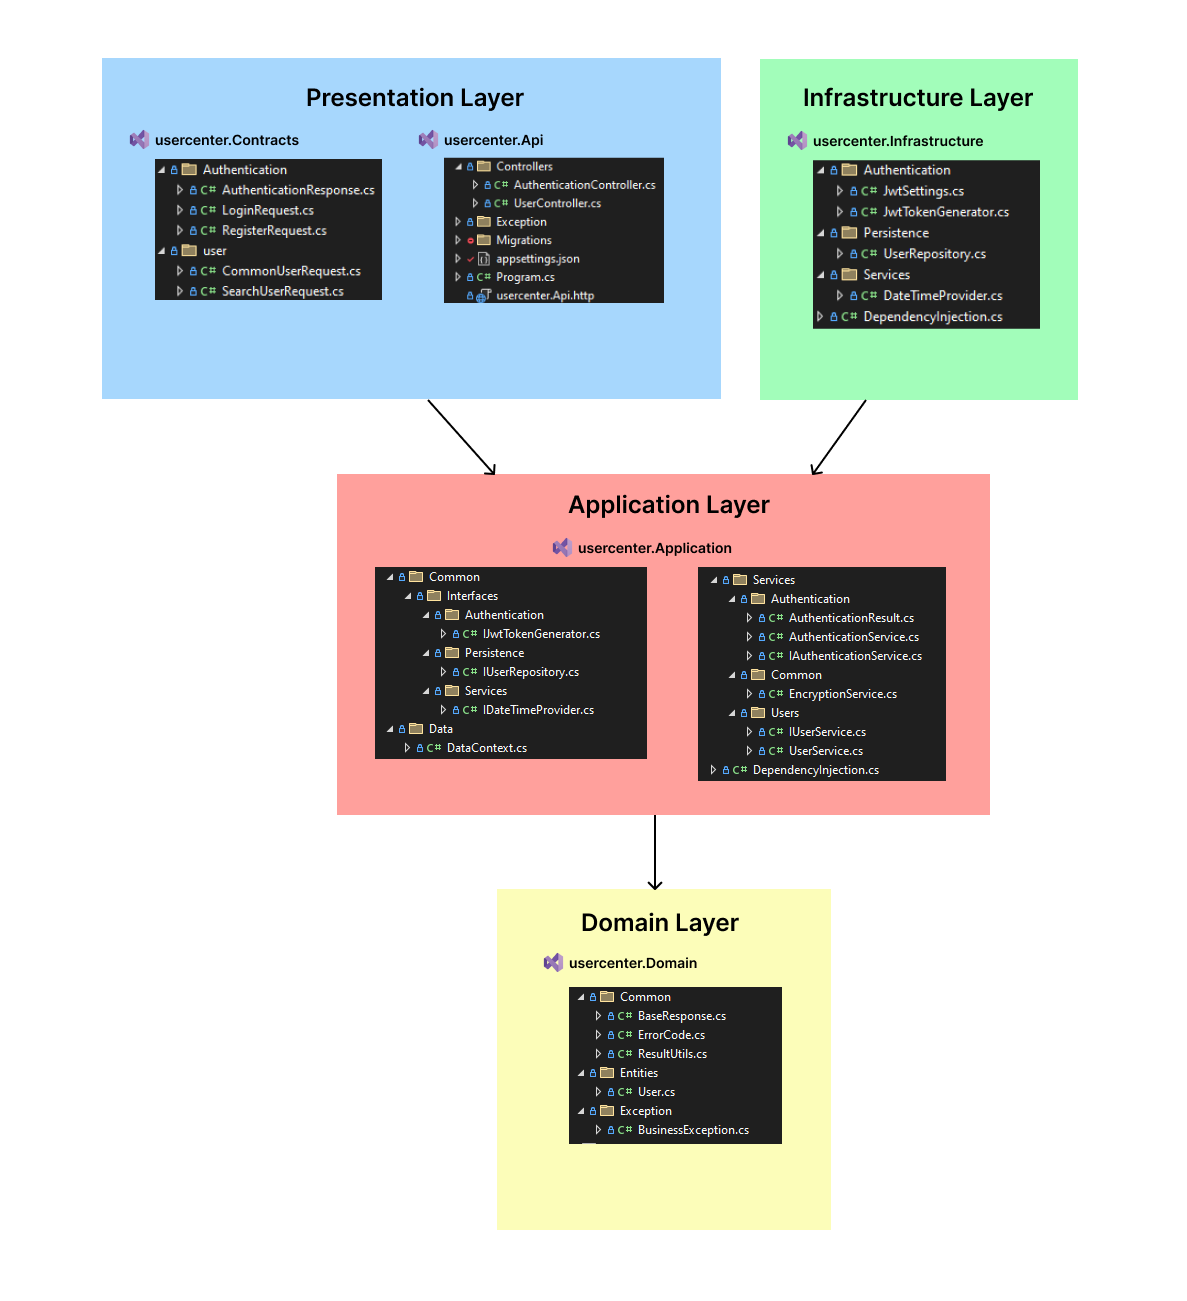 Presentation Layer
usercenter.Contracts
Authentication
C# AuthenticationResponse.cs
C# LoginRequest.cs
C# RegisterRequest.cs
user
C# CommonUserRequest.cs
C# SearchUserRequest.cs
usercenter.Api
Controllers
C# AuthenticationController.cs
C# UserController.cs
Exception
Migrations
appsettings.json
C# Program.cs
usercenter.Api.http
Infrastructure Layer
usercenter.Infrastructure
Authentication
C# JwtSettings.cs
C# JwtTokenGenerator.cs
Persistence
C# UserRepository.cs
Services
C# DateTimeProvider.cs
C# DependencyInjection.cs
Application Layer
usercenter.Application
Common
Interfaces
Authentication
C# IJwtTokenGenerator.cs
Persistence
C# IUserRepository.cs
Services
C# IDateTimeProvider.cs
Data
C# DataContext.cs
Services
Authentication
C# AuthenticationResult.cs
C# AuthenticationService.cs
C# IAuthenticationService.cs
Common
C# EncryptionService.cs
Users
C# IUserService.cs
C# UserService.cs
C# DependencyInjection.cs
Domain Layer
usercenter.Domain
Common
C# BaseResponse.cs
C# ErrorCode.cs
C# ResultUtils.cs
Entities
C# User.cs
Exception
C# BusinessException.cs